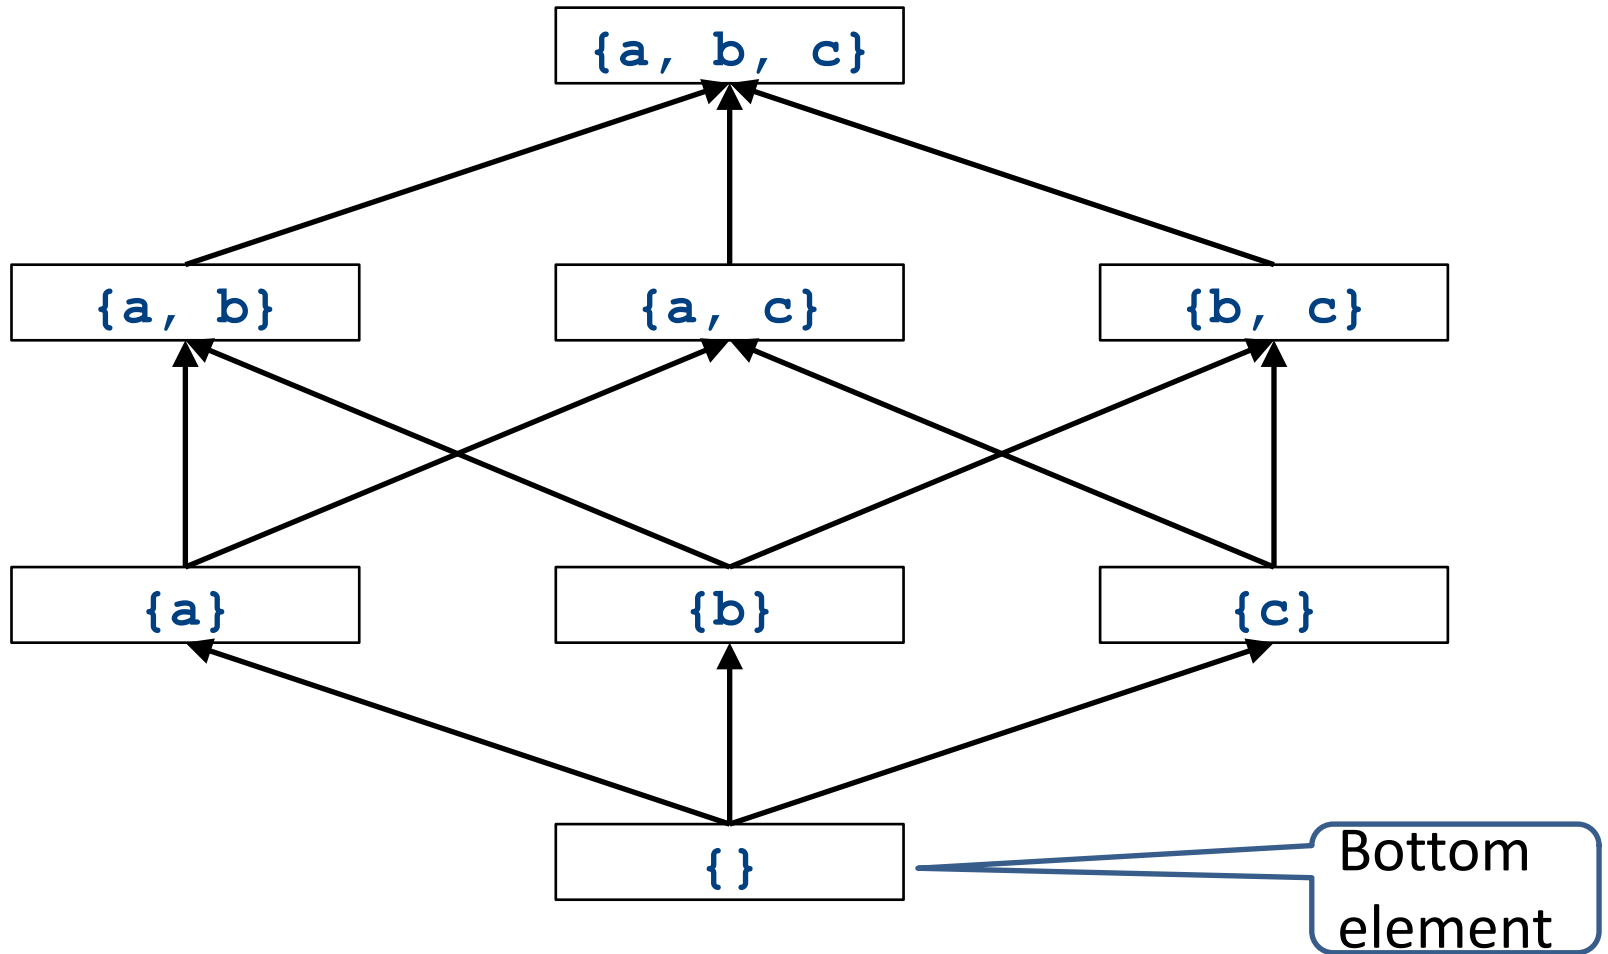 {a, b, c}
{a, b}
{a, c}
{b, c}
{a}
{b}
{c}
{}
Bottom
element